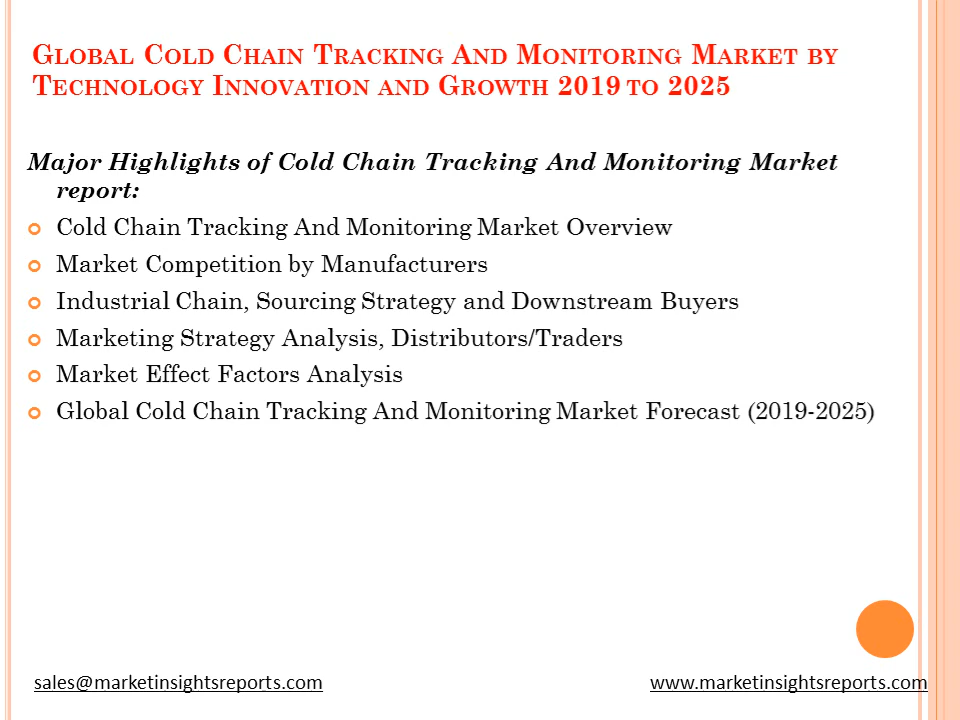 Global Cold Chain Tracking And Monitoring Market by
Technology Innovation and Growth 2019 to 2025
Major Highlights of Cold Chain Tracking And Monitoring Market
report:
Cold Chain Tracking And Monitoring Market Overview
Market Competition by Manufacturers
Industrial Chain, Sourcing Strategy and Downstream Buyers
Marketing Strategy Analysis, Distributors/Traders
Market Effect Factors Analysis
Global Cold Chain Tracking And Monitoring Market Forecast (2019-2025)
sales@marketinsightsreports.com
www.marketinsightsreports.com